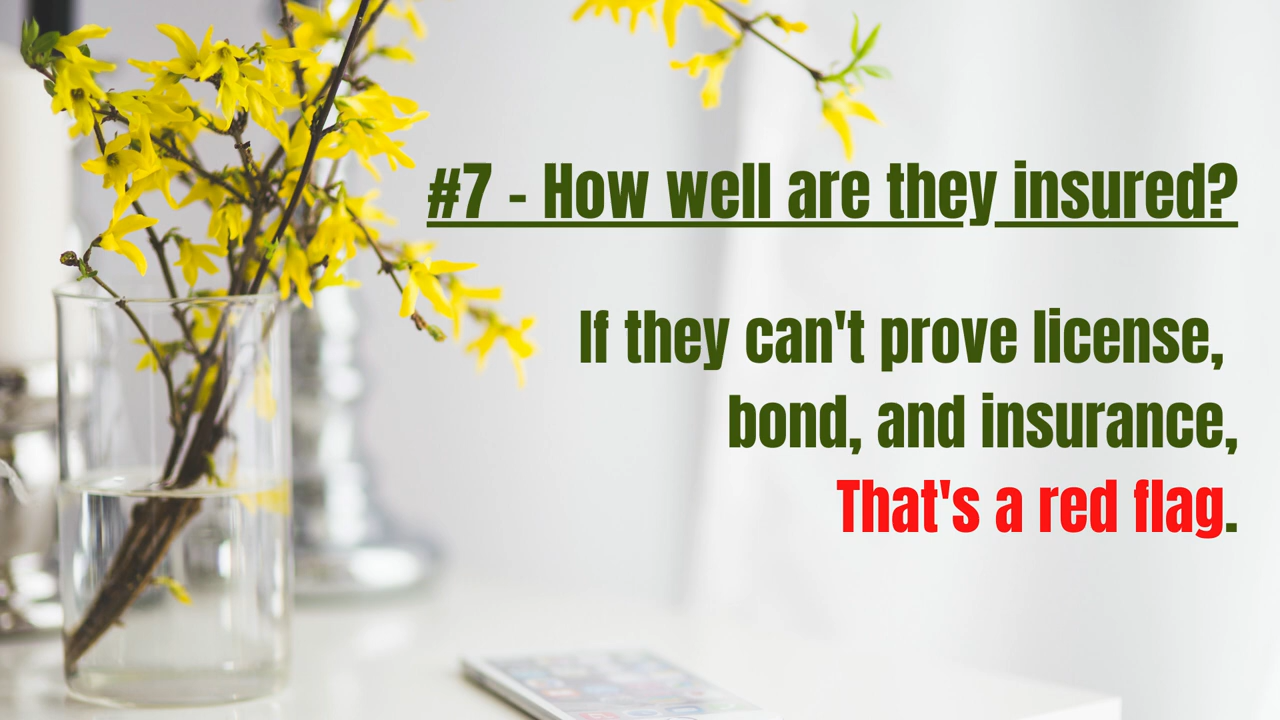 #7 - How well are they insured?
If they can't prove license,
bond, and insurance,
That's a red flag.